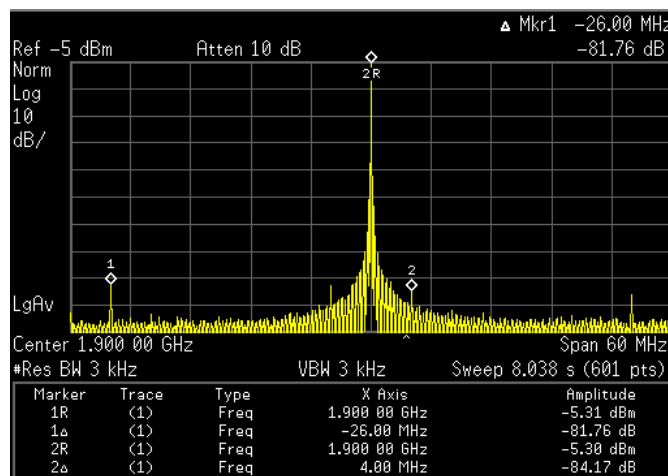 Δ Mkr1 -26.00 MHz
Ref -5 dBm Atten 10 dB -81.76 dB
Norm
Log
10
dB/
2R
1
2
LgAv
Center 1.900 00 GHz Span 60 MHz
#Res BW 3 kHz VBW 3 kHz Sweep 8.038 s (601 pts)
Marker Trace Type X Axis Amplitude
1R (1) Freq 1.900 00 GHz -5.31 dBm
1Δ (1) Freq -26.00 MHz -81.76 dB
2R (1) Freq 1.900 00 GHz -5.30 dBm
2Δ (1) Freq 4.00 MHz -84.17 dB